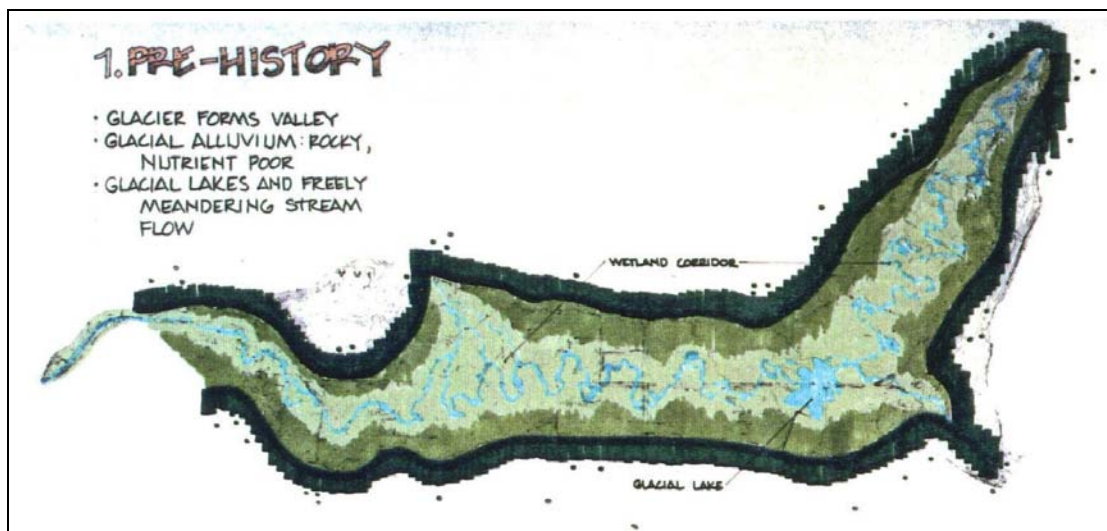 1. PRE-HISTORY
· GLACIER FORMS VALLEY
· GLACIAL ALLUVIUM: ROCKY,
NUTRIENT POOR
· GLACIAL LAKES AND FREELY
MEANDERING STREAM
FLOW
WETLAND CORRIDOR
GLACIAL LAKE